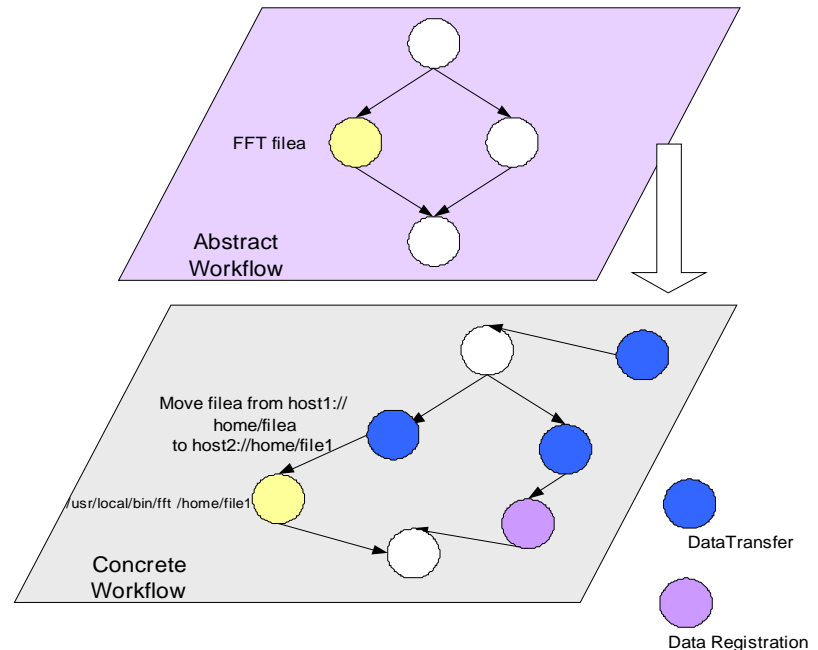 FFT filea
Abstract
Workflow
Move filea from host1://
home/filea
to host2://home/file1
/usr/local/bin/fft /home/file1
Concrete
Workflow
DataTransfer
Data Registration